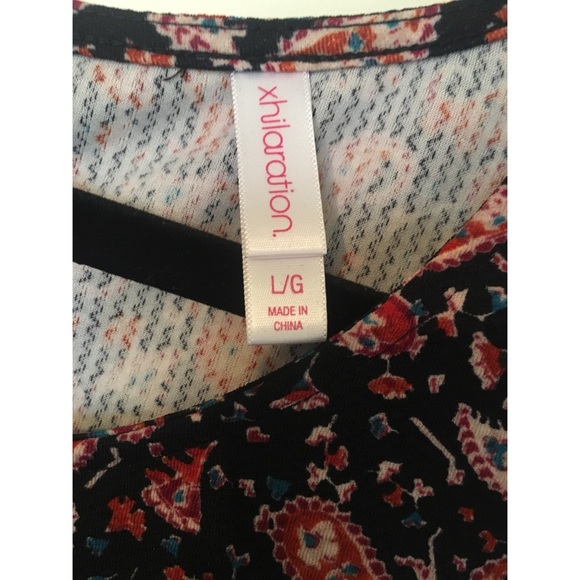 xhilaration.
L/G
MADE IN
CHINA